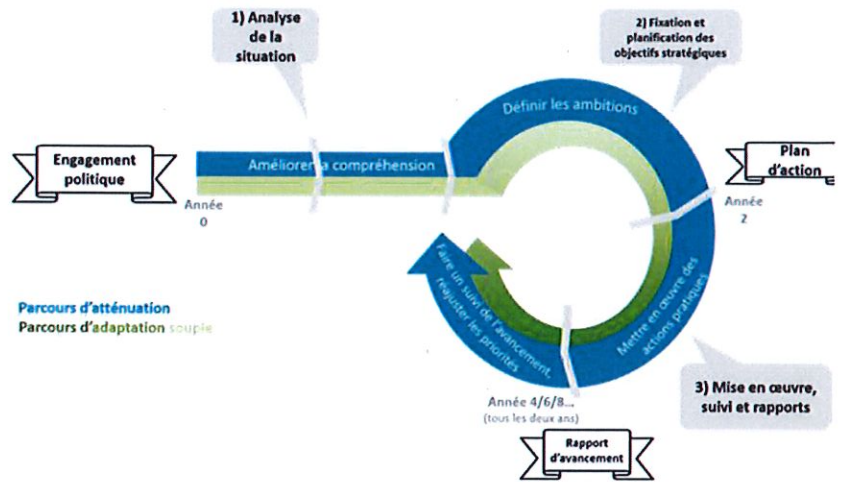 1) Analyse
de la
situation
2) Fixation et
planification des
objectifs stratégiques
Définir les ambitions
Engagement
politique
Améliorer la compréhension
Plan
d'action
Année
0
Année
2
Faire un suivi de l'avancement,
réajuster les priorités
Mettre en œuvre des
actions pratiques
Parcours d'atténuation
Parcours d'adaptation souple
3) Mise en œuvre,
suivi et rapports
Année 4/6/8...
(tous les deux ans)
Rapport
d'avancement